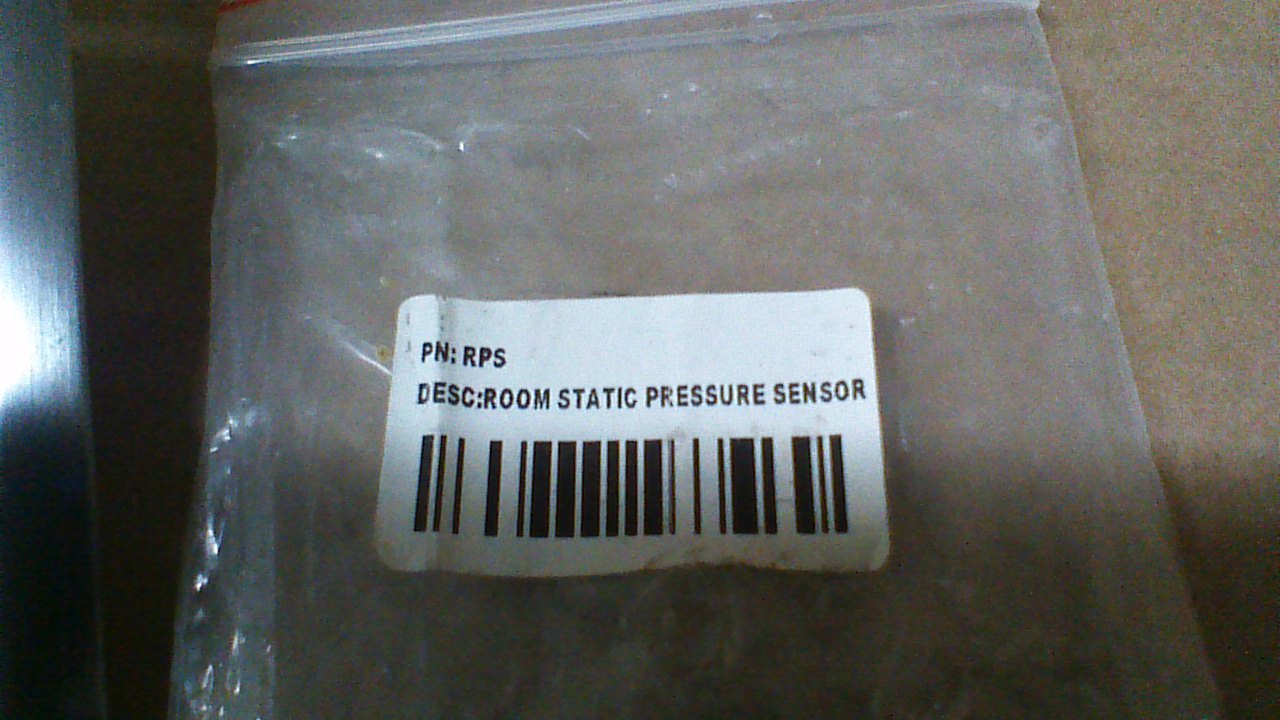 PN: RPS
DESC:ROOM STATIC PRESSURE SENSOR